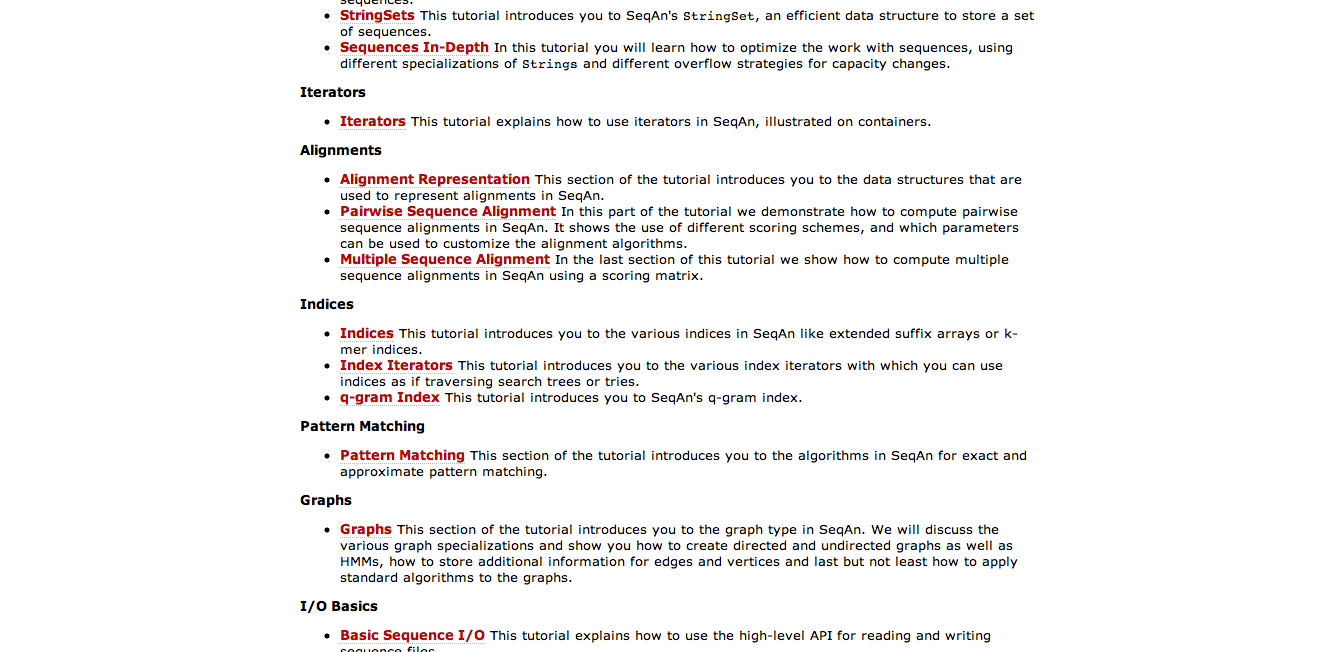 sequences.
StringSets This tutorial introduces you to SeqAn's StringSet, an efficient data structure to store a set
of sequences.
Sequences In-Depth In this tutorial you will learn how to optimize the work with sequences, using
different specializations of Strings and different overflow strategies for capacity changes.
Iterators
Iterators This tutorial explains how to use iterators in SeqAn, illustrated on containers.
Alignments
Alignment Representation This section of the tutorial introduces you to the data structures that are
used to represent alignments in SeqAn.
Pairwise Sequence Alignment In this part of the tutorial we demonstrate how to compute pairwise
sequence alignments in SeqAn. It shows the use of different scoring schemes, and which parameters
can be used to customize the alignment algorithms.
Multiple Sequence Alignment In the last section of this tutorial we show how to compute multiple
sequence alignments in SeqAn using a scoring matrix.
Indices
Indices This tutorial introduces you to the various indices in SeqAn like extended suffix arrays or k-
mer indices.
Index Iterators This tutorial introduces you to the various index iterators with which you can use
indices as if traversing search trees or tries.
q-gram Index This tutorial introduces you to SeqAn's q-gram index.
Pattern Matching
Pattern Matching This section of the tutorial introduces you to the algorithms in SeqAn for exact and
approximate pattern matching.
Graphs
Graphs This section of the tutorial introduces you to the graph type in SeqAn. We will discuss the
various graph specializations and show you how to create directed and undirected graphs as well as
HMMs, how to store additional information for edges and vertices and last but not least how to apply
standard algorithms to the graphs.
I/O Basics
Basic Sequence I/O This tutorial explains how to use the high-level API for reading and writing
sequence files.